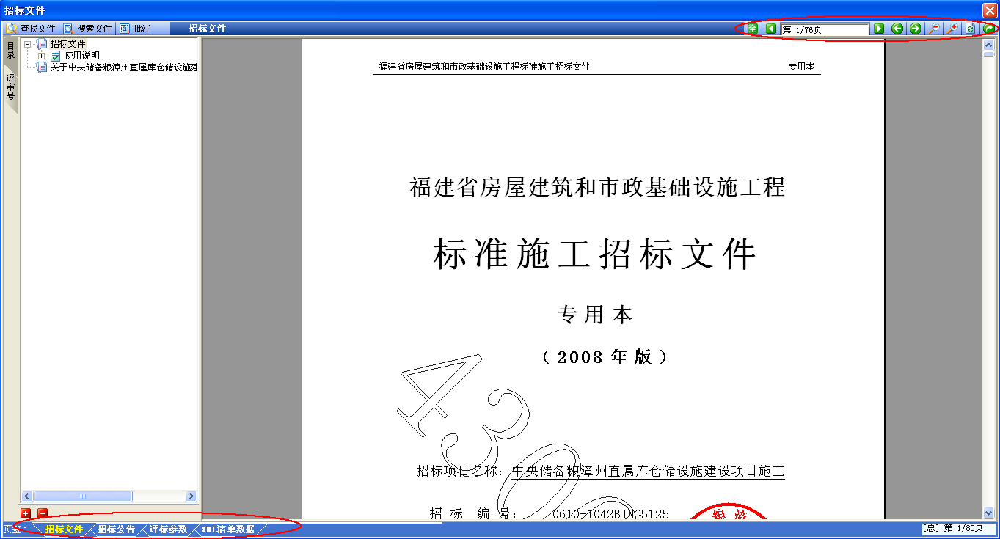 招标文件
查找文件 搜索文件 批注 招标文件 全 第 1/76页
目录
评审号
招标文件
使用说明
关于中央储备粮漳州直属库仓储设施建
福建省房屋建筑和市政基础设施工程标准施工招标文件 专用本
福建省房屋建筑和市政基础设施工程
标准施工招标文件
专用本
（2008年版）
430
招标项目名称：中央储备粮漳州直属库仓储设施建设项目施工
招 标 编 号： 0610-1042BJNG5125
页签： 招标文件 招标公告 评标参数 XML清单数据 [总] 第 1/80页